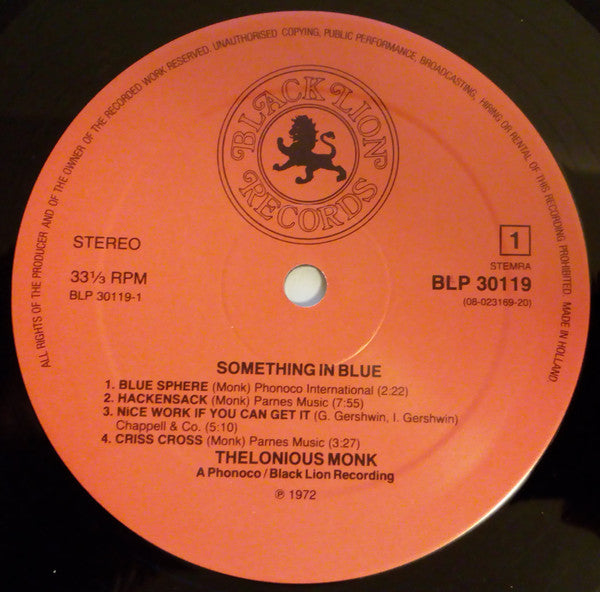 ALL RIGHTS OF THE PRODUCER AND OF THE OWNER OF THE RECORDED WORK RESERVED. UNAUTHORISED COPYING, PUBLIC PERFORMANCE, BROADCASTING, HIRING OR RENTAL OF THIS RECORDING PROHIBITED. MADE IN HOLLAND.
BLACK LION
RECORDS
STEREO
1
STEMRA
33⅓ RPM
BLP 30119
BLP 30119-1
(08-023169-20)
SOMETHING IN BLUE
1. BLUE SPHERE (Monk) Phonoco International (2:22)
2. HACKENSACK (Monk) Parnes Music (7:55)
3. NICE WORK IF YOU CAN GET IT (G. Gershwin, I. Gershwin)
Chappell & Co. (5:10)
4. CRISS CROSS (Monk) Parnes Music (3:27)
THELONIOUS MONK
A Phonoco/Black Lion Recording
℗ 1972